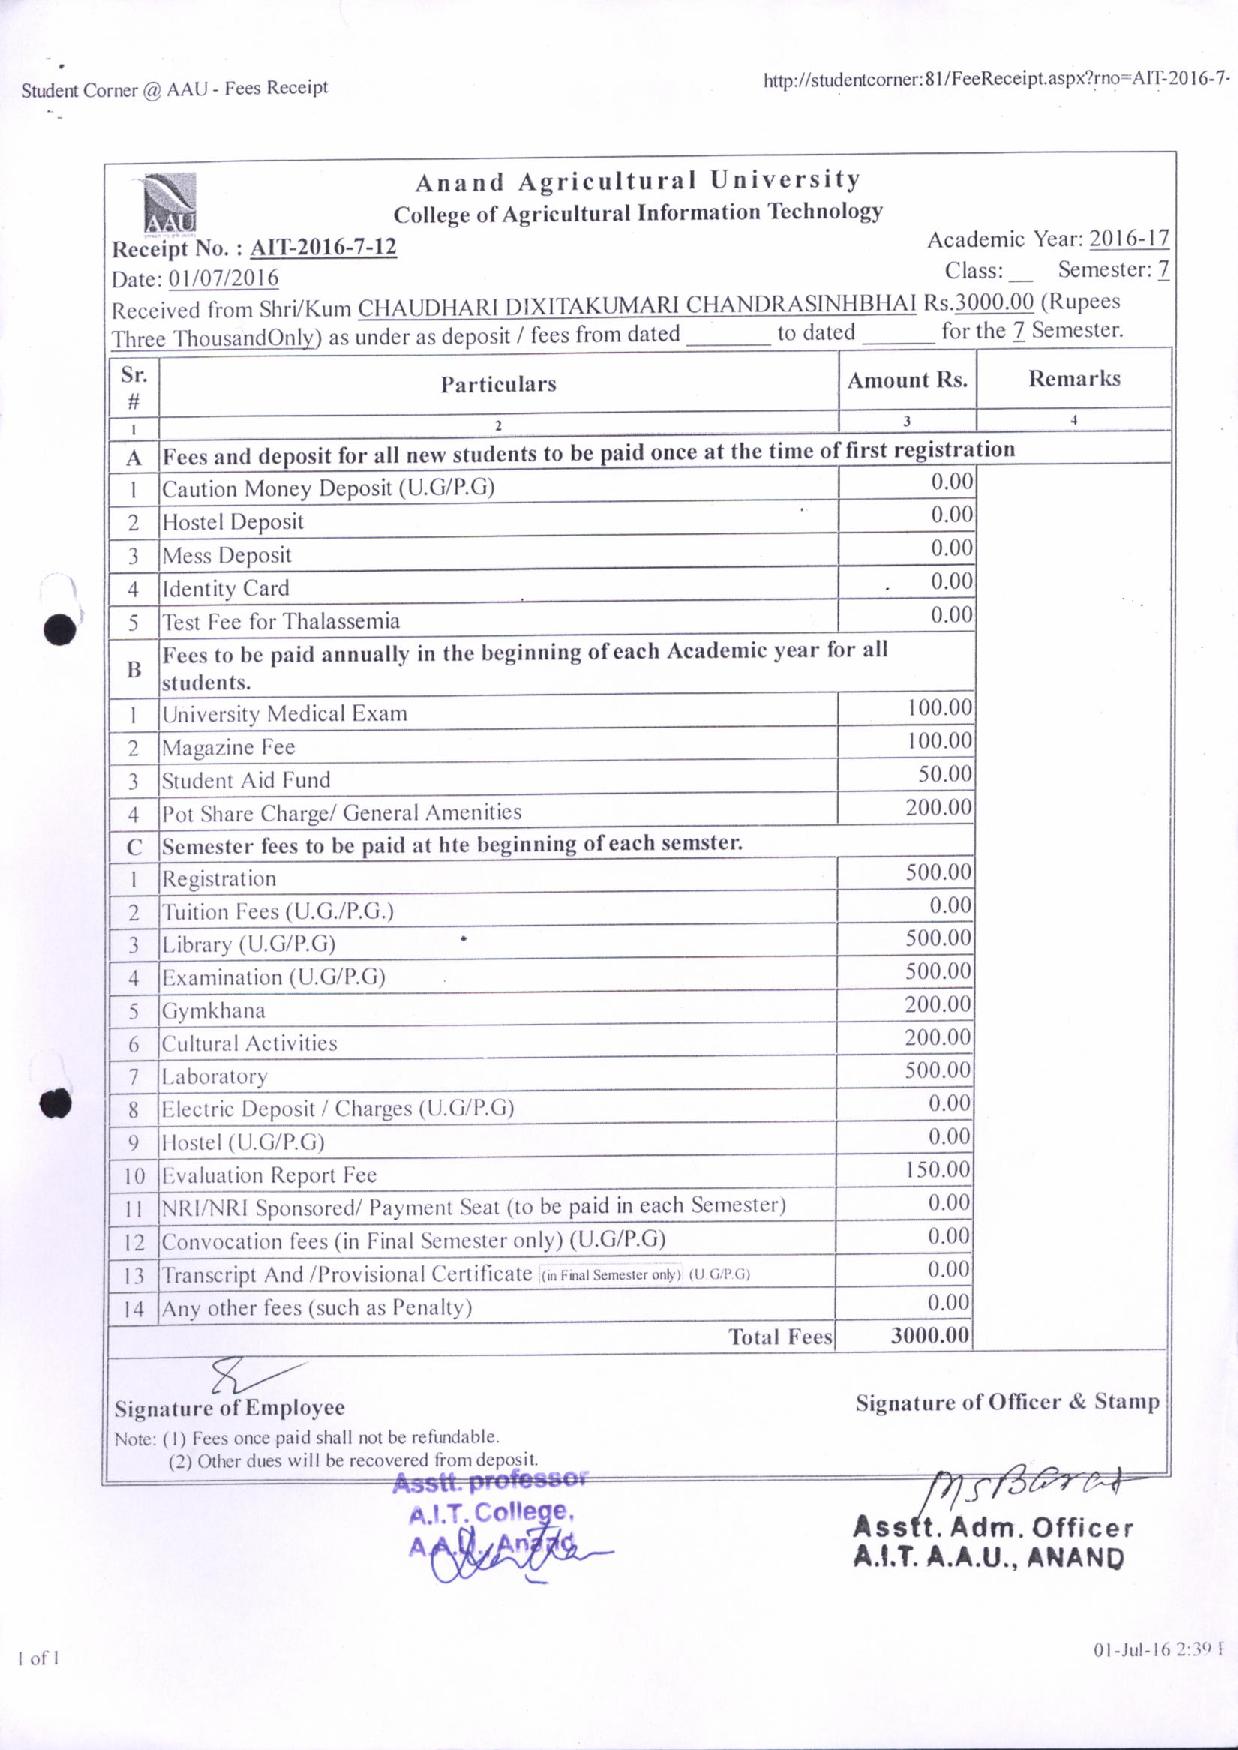 Student Corner @ AAU - Fees Receipt
http://studentcorner:81/FeeReceipt.aspx?rno=AIT-2016-7-
AAU
Anand Agricultural University
College of Agricultural Information Technology
Receipt No. : AIT-2016-7-12
Academic Year: 2016-17
Date: 01/07/2016
Class: __ Semester: 7
Received from Shri/Kum CHAUDHARI DIXITAKUMARI CHANDRASINHBHAI Rs.3000.00 (Rupees
Three ThousandOnly) as under as deposit / fees from dated _______ to dated ______ for the 7 Semester.
Sr. # Particulars Amount Rs. Remarks
1 2 3 4
A Fees and deposit for all new students to be paid once at the time of first registration
1 Caution Money Deposit (U.G/P.G) 0.00
2 Hostel Deposit 0.00
3 Mess Deposit 0.00
4 Identity Card 0.00
5 Test Fee for Thalassemia 0.00
B Fees to be paid annually in the beginning of each Academic year for all
students.
1 University Medical Exam 100.00
2 Magazine Fee 100.00
3 Student Aid Fund 50.00
4 Pot Share Charge/ General Amenities 200.00
C Semester fees to be paid at hte beginning of each semster.
1 Registration 500.00
2 Tuition Fees (U.G./P.G.) 0.00
3 Library (U.G/P.G) 500.00
4 Examination (U.G/P.G) 500.00
5 Gymkhana 200.00
6 Cultural Activities 200.00
7 Laboratory 500.00
8 Electric Deposit / Charges (U.G/P.G) 0.00
9 Hostel (U.G/P.G) 0.00
10 Evaluation Report Fee 150.00
11 NRI/NRI Sponsored/ Payment Seat (to be paid in each Semester) 0.00
12 Convocation fees (in Final Semester only) (U.G/P.G) 0.00
13 Transcript And /Provisional Certificate (in Final Semester only) (U.G/P.G) 0.00
14 Any other fees (such as Penalty) 0.00
Total Fees 3000.00
Signature of Employee
Signature of Officer & Stamp
Note: (1) Fees once paid shall not be refundable.
(2) Other dues will be recovered from deposit.
Asstt. professor
A.I.T. College,
A.A.U., Anand
Asstt. Adm. Officer
A.I.T. A.A.U., ANAND
1 of 1
01-Jul-16 2:39